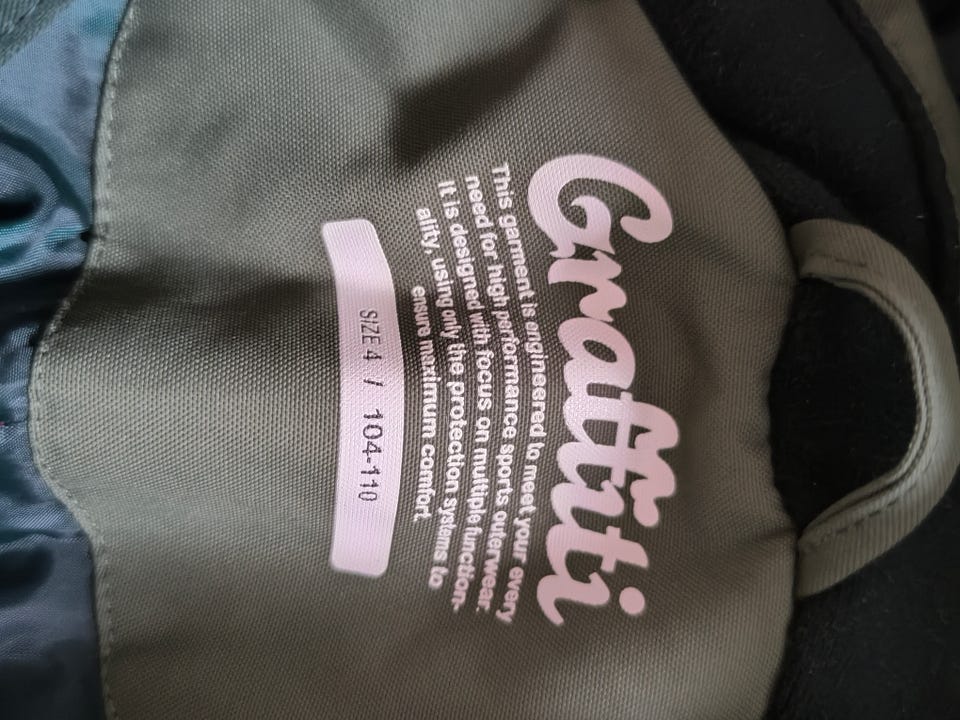 Graffiti
This garment is engineered to meet your every
need for high performance sports outerwear.
It is designed with focus on multiple function-
ality, using only the protection systems to
ensure maximum comfort.
SIZE 4 / 104-110